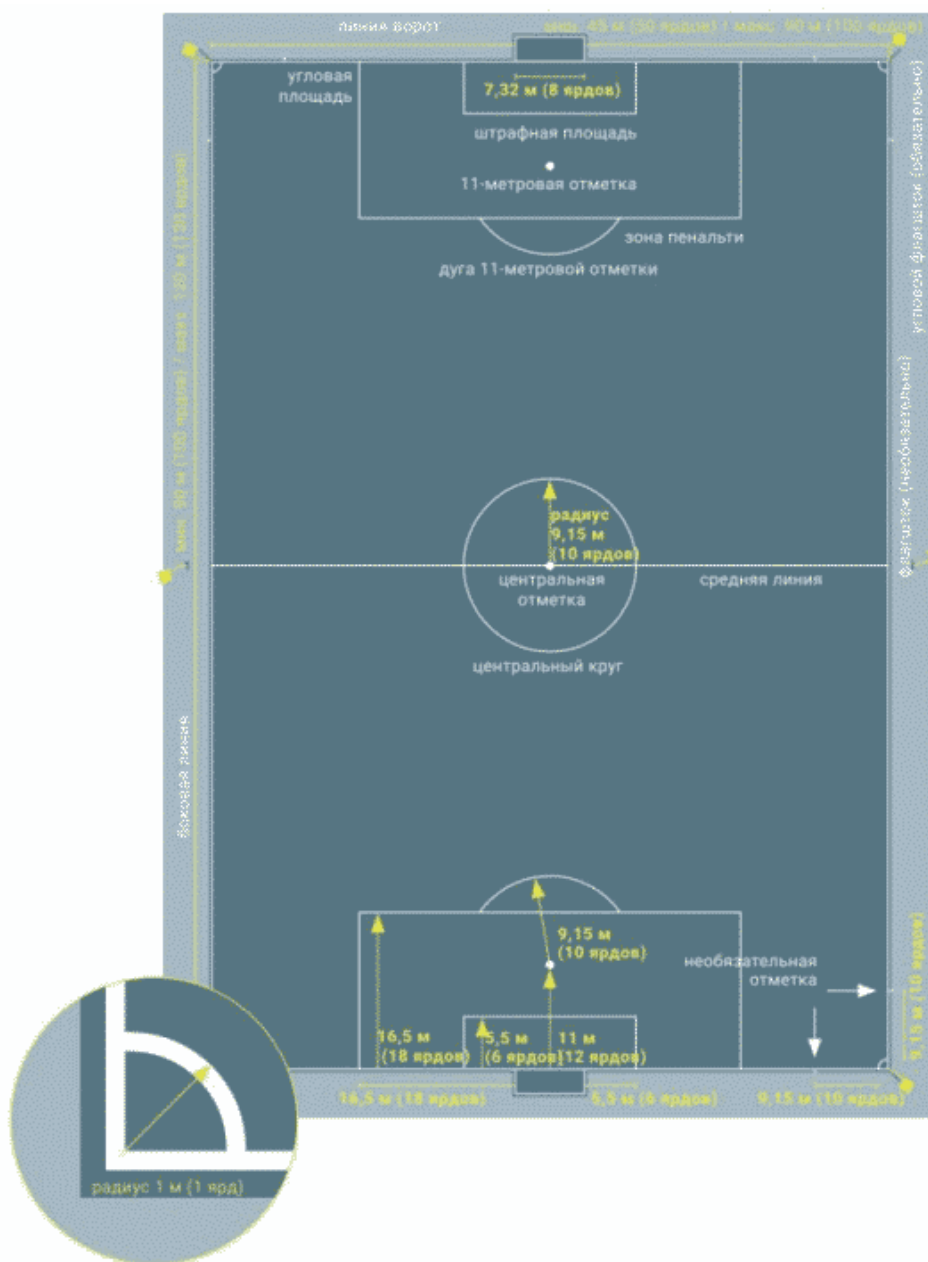 линия ворот
мин. 45 м (50 ярдов) / макс. 90 м (100 ярдов)
угловая
площадь
7,32 м (8 ярдов)
штрафная площадь
11-метровая отметка
зона пенальти
дуга 11-метровой отметки
угловой флагшток (обязательно)
мин. 90 м (100 ярдов) / макс. 120 м (130 ярдов)
флагшток (необязательно)
радиус
9,15 м
(10 ярдов)
центральная
отметка
средняя линия
центральный круг
боковая линия
9,15 м
(10 ярдов)
необязательная
отметка
9,15 м (10 ярдов)
16,5 м
(18 ярдов)
5,5 м
(6 ярдов)
11 м
(12 ярдов)
16,5 м (18 ярдов)
5,5 м (6 ярдов)
9,15 м (10 ярдов)
радиус 1 м (1 ярд)